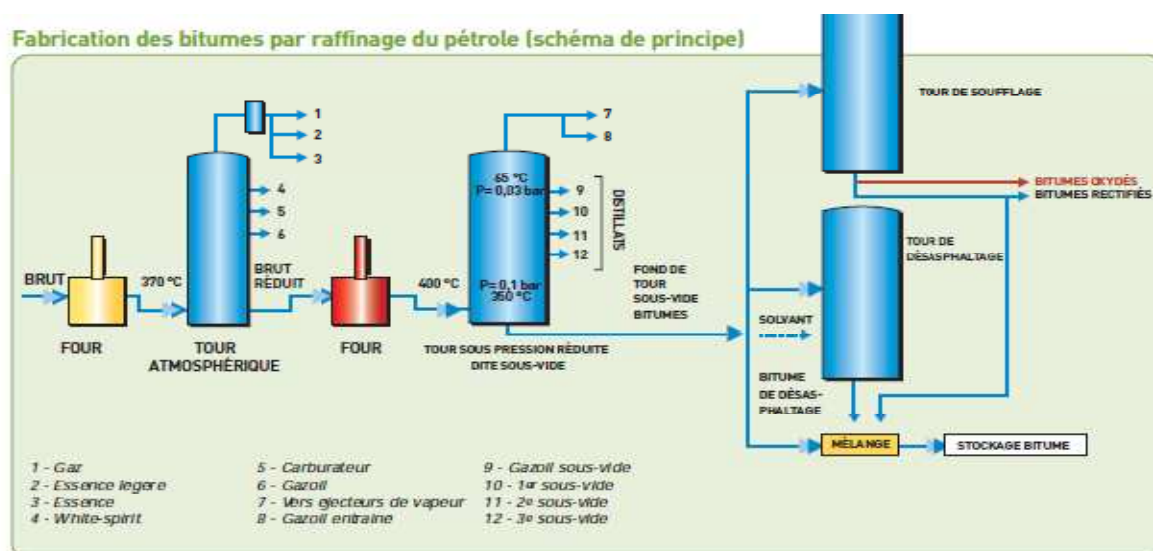 Fabrication des bitumes par raffinage du pétrole (schéma de principe)
TOUR DE SOUFFLAGE
1
2
3
4
5
6
7
8
65 °C
P= 0,03 bar
9
10
11
12
DISTILLATS
P= 0,1 bar
350 °C
BITUMES OXYDÉS
BITUMES RECTIFIÉS
TOUR DE
DÉSASPHALTAGE
BRUT
370 °C
BRUT
RÉDUIT
400 °C
FOND DE
TOUR
SOUS-VIDE
BITUMES
SOLVANT
FOUR
TOUR
ATMOSPHÉRIQUE
FOUR
TOUR SOUS PRESSION RÉDUITE
DITE SOUS-VIDE
BITUME
DE DÉSAS-
PHALTAGE
MÉLANGE
STOCKAGE BITUME
1 - Gaz
2 - Essence légere
3 - Essence
4 - White-spirit
5 - Carburateur
6 - Gazoil
7 - Vers ejecteurs de vapeur
8 - Gazoil entraine
9 - Gazoil sous-vide
10 - 1er sous-vide
11 - 2e sous-vide
12 - 3e sous-vide